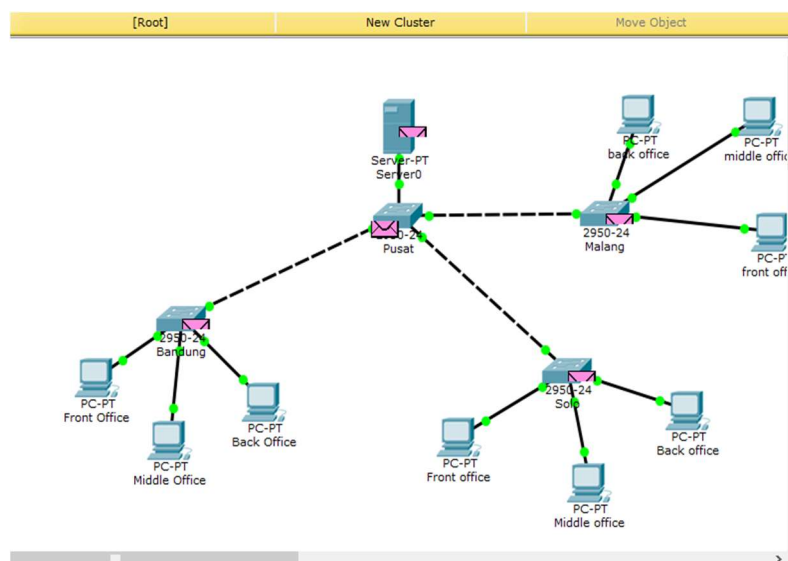 [Root]
New Cluster
Move Object
Server-PT
Server0
PC-PT
back office
PC-PT
middle offic
2950-24
Pusat
2950-24
Malang
PC-PT
front off
2950-24
Bandung
PC-PT
Front Office
PC-PT
Back Office
PC-PT
Middle Office
2950-24
Solo
PC-PT
Front office
PC-PT
Back office
PC-PT
Middle office